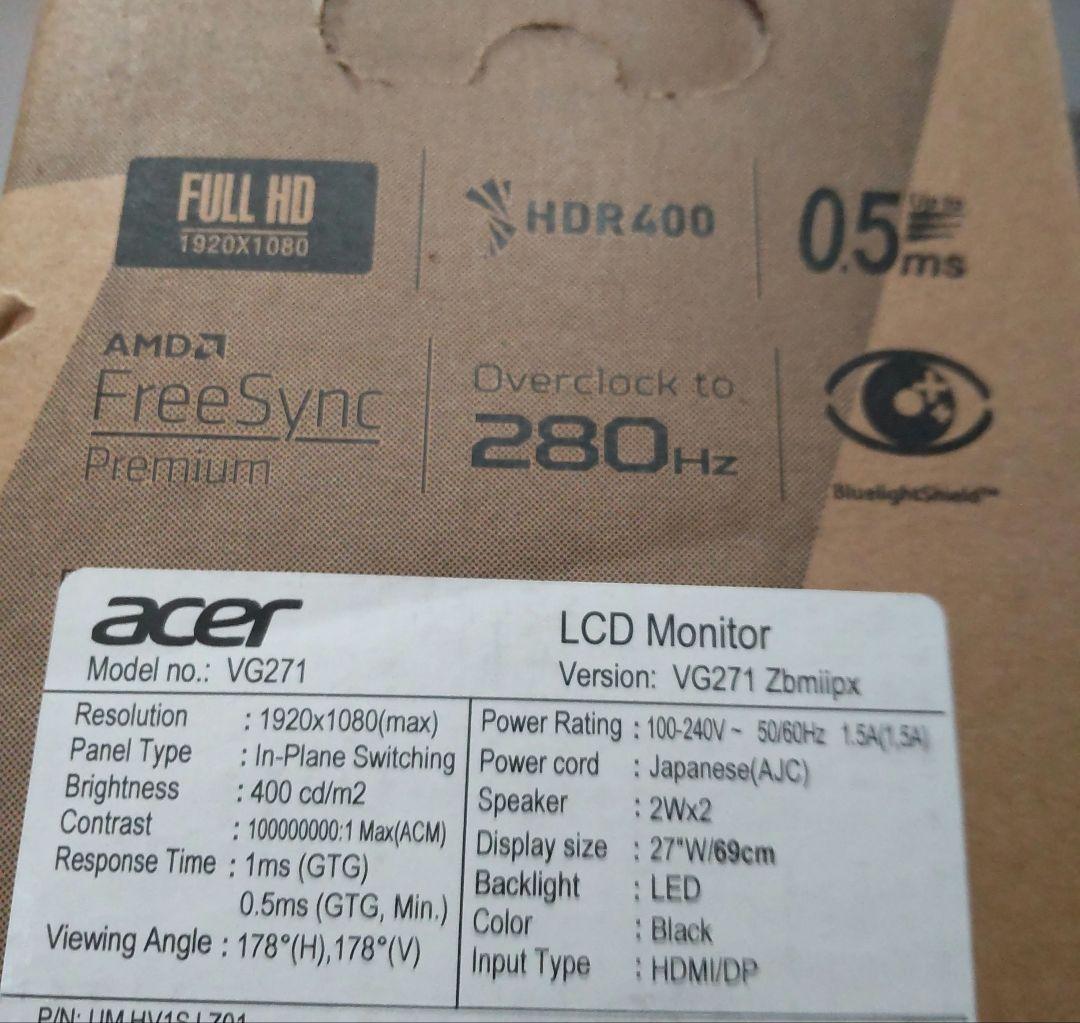 FULL HD
1920X1080
HDR400
0.5 Up to
ms
AMD
FreeSync
Premium
Overclock to
280Hz
BluelightShield™
acer
LCD Monitor
Model no.: VG271
Version: VG271 Zbmiipx
Resolution : 1920x1080(max)
Panel Type : In-Plane Switching
Brightness : 400 cd/m2
Contrast : 100000000:1 Max(ACM)
Response Time : 1ms (GTG)
0.5ms (GTG, Min.)
Viewing Angle : 178°(H),178°(V)
Power Rating : 100-240V ~ 50/60Hz 1.5A(1,5A)
Power cord : Japanese(AJC)
Speaker : 2Wx2
Display size : 27"W/69cm
Backlight : LED
Color : Black
Input Type : HDMI/DP
P/N: